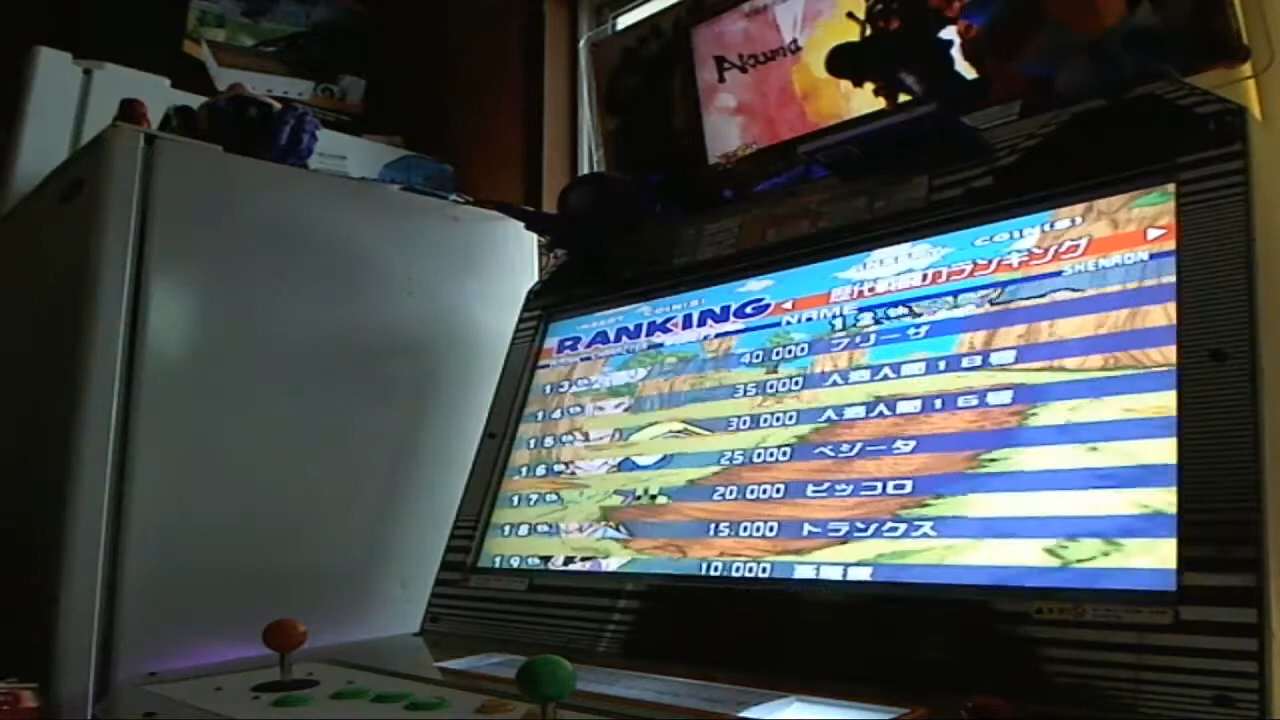 Akuma
INSERT COIN(S)
INSERT COIN(S)
RANKING
歴代戦闘力ランキング
NAME SHENRON
12th
40.000 フリーザ
13th
35.000 人造人間18号
14th
30.000 人造人間16号
15th
25.000 ベジータ
16th
20.000 ピッコロ
17th
15.000 トランクス
18th
10.000
19th